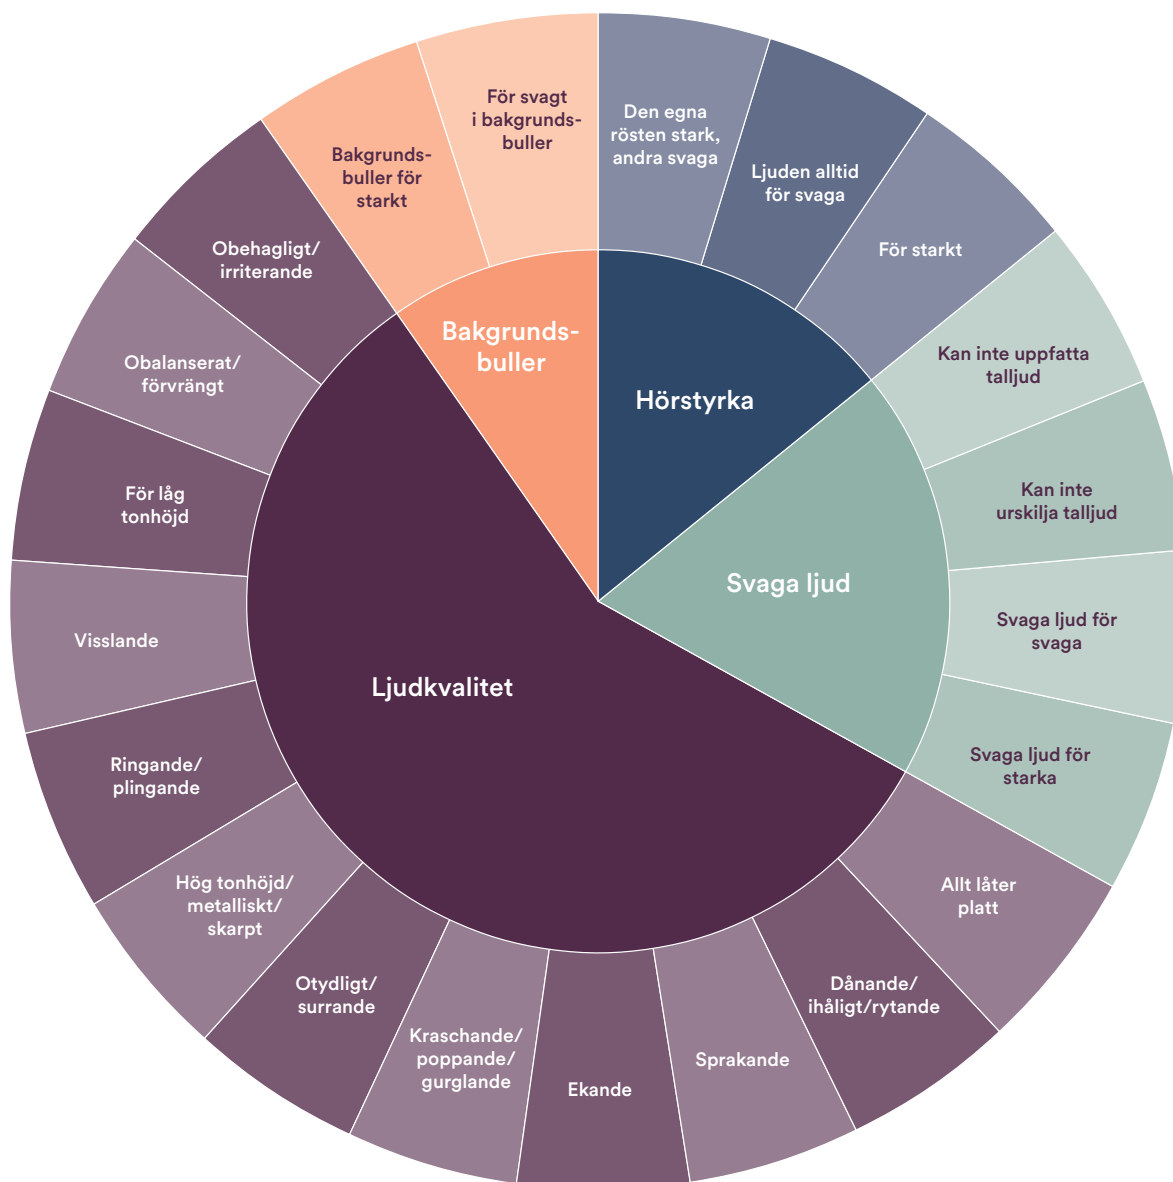 För svagt
i bakgrunds-
buller
Den egna
rösten stark,
andra svaga
Bakgrunds-
buller för
starkt
Ljuden alltid
för svaga
Obehagligt/
irriterande
För starkt
Bakgrunds-
buller
Hörstyrka
Obalanserat/
förvrängt
Kan inte uppfatta
talljud
För låg
tonhöjd
Kan inte
urskilja talljud
Svaga ljud
Visslande
Svaga ljud för
svaga
Ljudkvalitet
Ringande/
plingande
Svaga ljud för
starka
Hög tonhöjd/
metalliskt/
skarpt
Allt låter
platt
Otydligt/
surrande
Dånande/
ihåligt/rytande
Kraschande/
poppande/
gurglande
Sprakande
Ekande